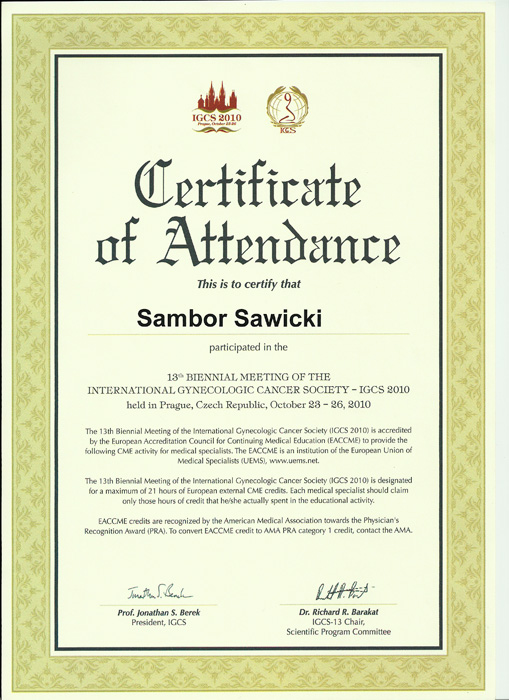 IGCS 2010
Prague, October 23-26
IGCS
Certificate
of Attendance
This is to certify that
Sambor Sawicki
participated in the
13th BIENNIAL MEETING OF THE
INTERNATIONAL GYNECOLOGIC CANCER SOCIETY – IGCS 2010
held in Prague, Czech Republic, October 23 – 26, 2010
The 13th Biennial Meeting of the International Gynecologic Cancer Society (IGCS 2010) is accredited
by the European Accreditation Council for Continuing Medical Education (EACCME) to provide the
following CME activity for medical specialists. The EACCME is an institution of the European Union of
Medical Specialists (UEMS), www.uems.net.
The 13th Biennial Meeting of the International Gynecologic Cancer Society (IGCS 2010) is designated
for a maximum of 21 hours of European external CME credits. Each medical specialist should claim
only those hours of credit that he/she actually spent in the educational activity.
EACCME credits are recognized by the American Medical Association towards the Physician's
Recognition Award (PRA). To convert EACCME credit to AMA PRA category 1 credit, contact the AMA.
Jonathan S. Berek
Prof. Jonathan S. Berek
President, IGCS
Dr. Richard R. Barakat
IGCS-13 Chair,
Scientific Program Committee